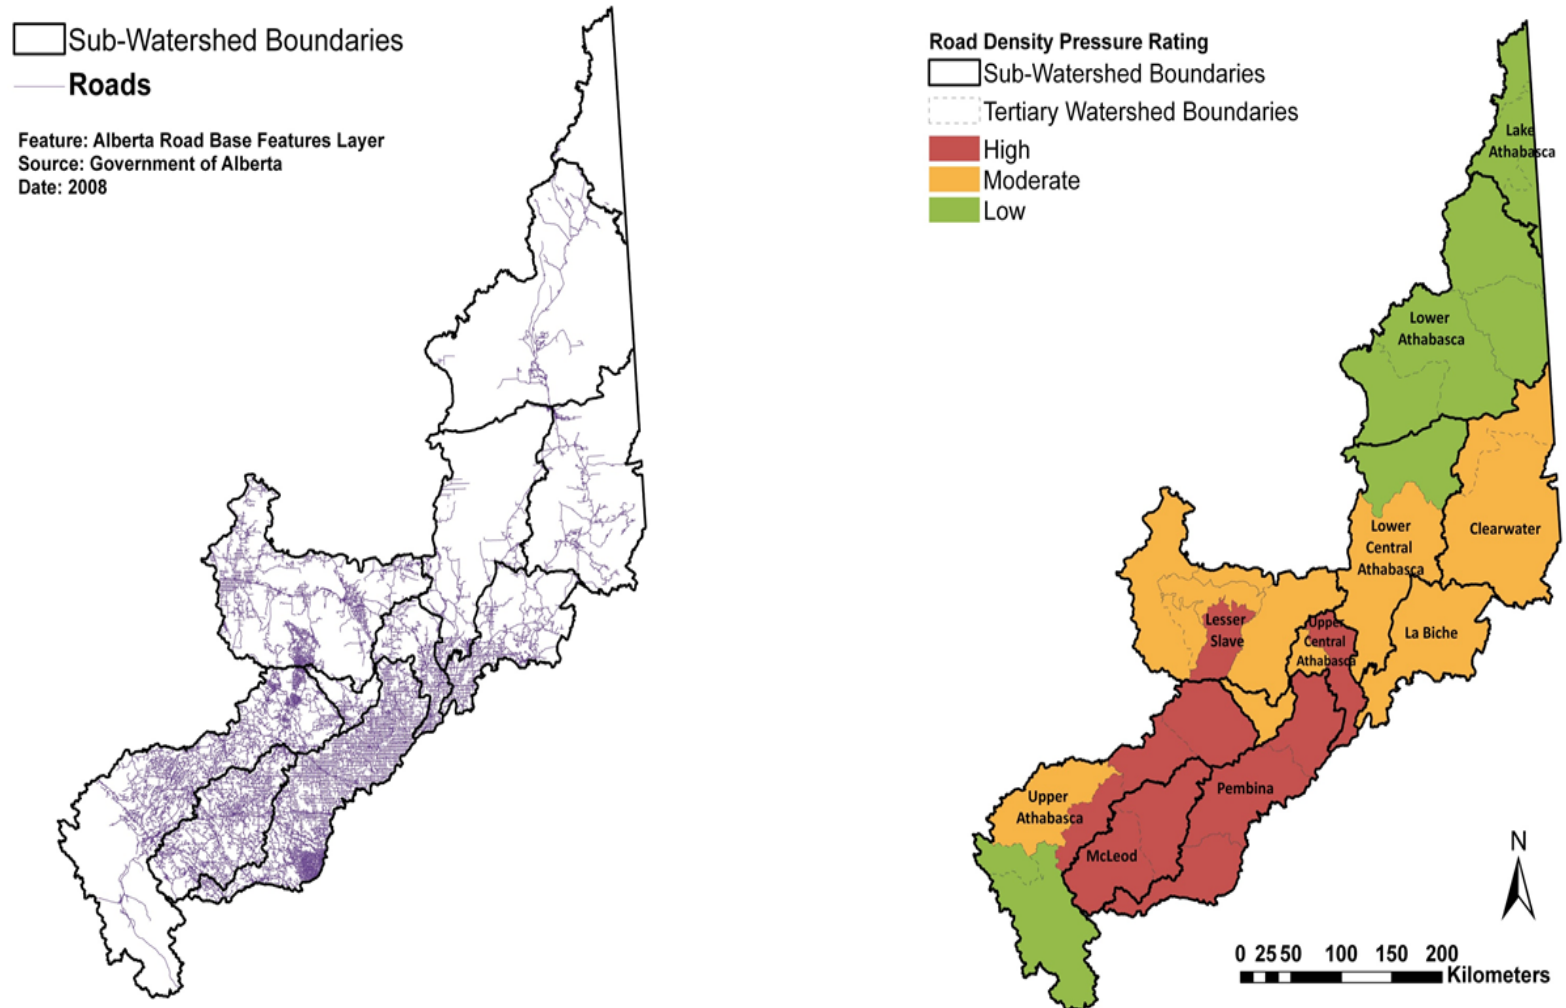 Sub-Watershed Boundaries
Roads
Feature: Alberta Road Base Features Layer
Source: Government of Alberta
Date: 2008
Road Density Pressure Rating
Sub-Watershed Boundaries
Tertiary Watershed Boundaries
High
Moderate
Low
Lake
Athabasca
Lower
Athabasca
Lower
Central
Athabasca
Clearwater
Lesser
Slave
Upper
Central
Athabasca
La Biche
Upper
Athabasca
Pembina
McLeod
N
0 25 50 100 150 200
Kilometers